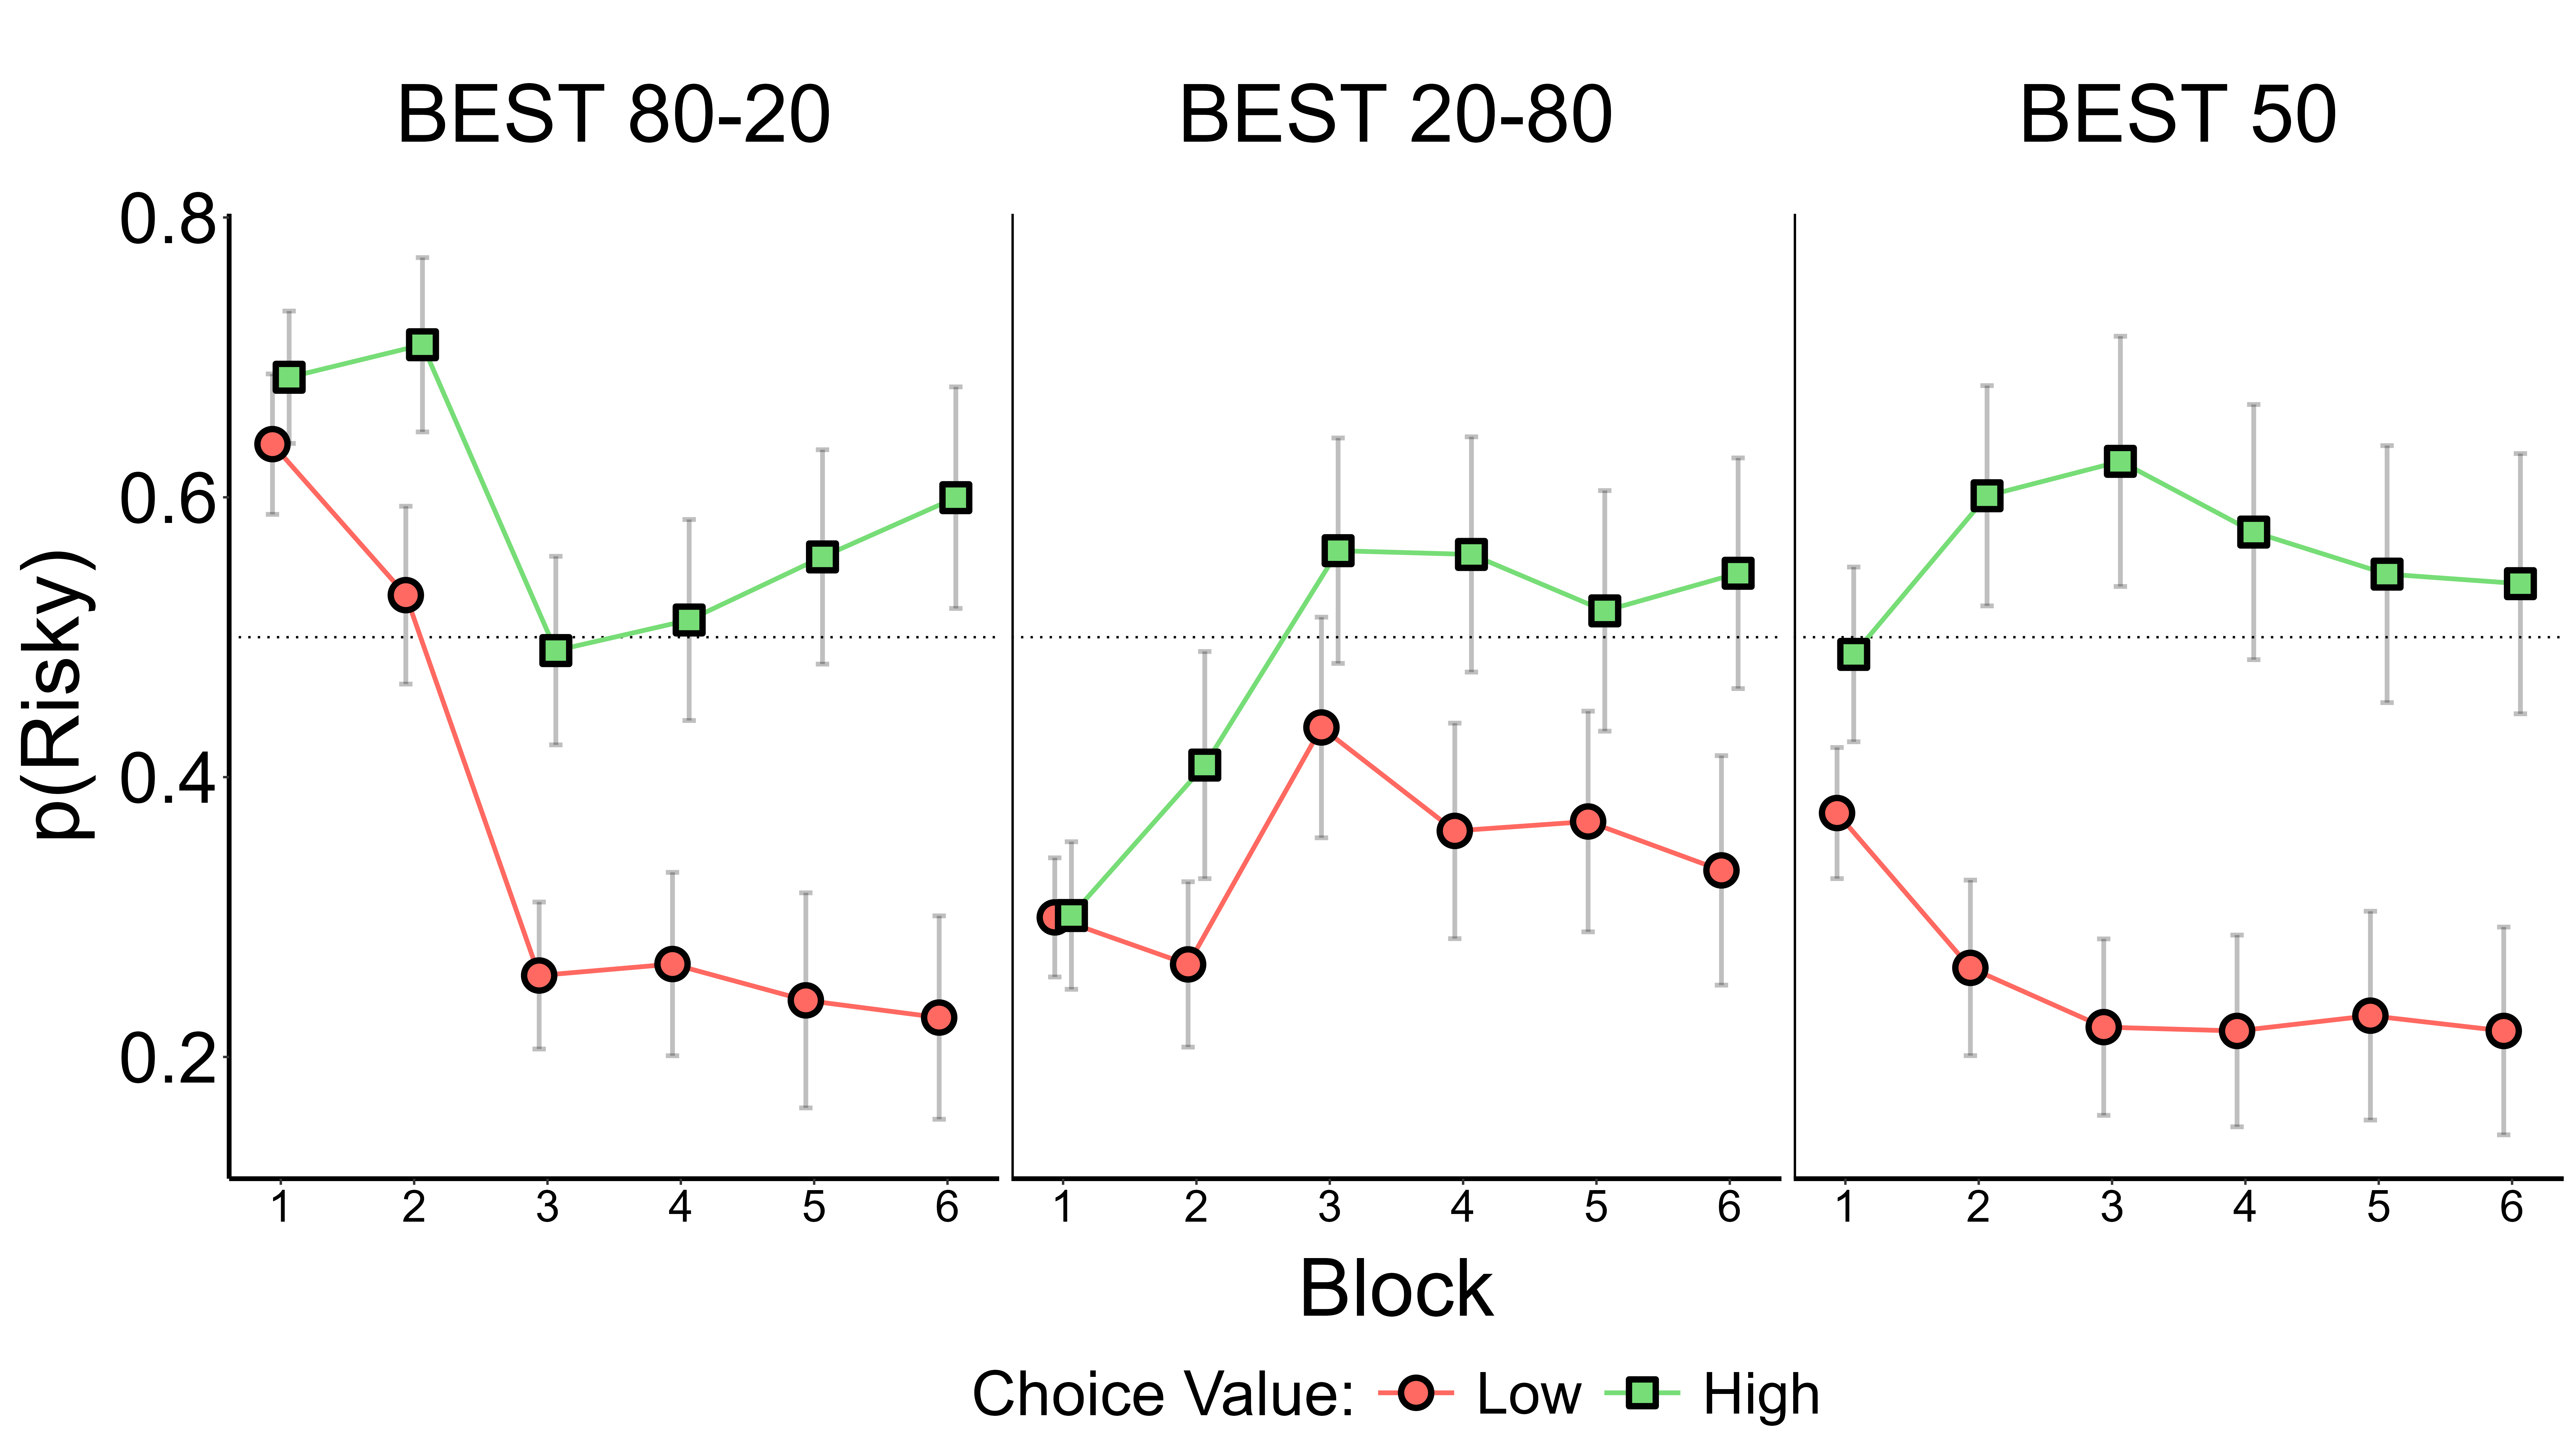 BEST 80-20 BEST 20-80 BEST 50
0.8
0.6
0.4
0.2
p(Risky)
1 2 3 4 5 6 1 2 3 4 5 6 1 2 3 4 5 6
Block
Choice Value: Low High